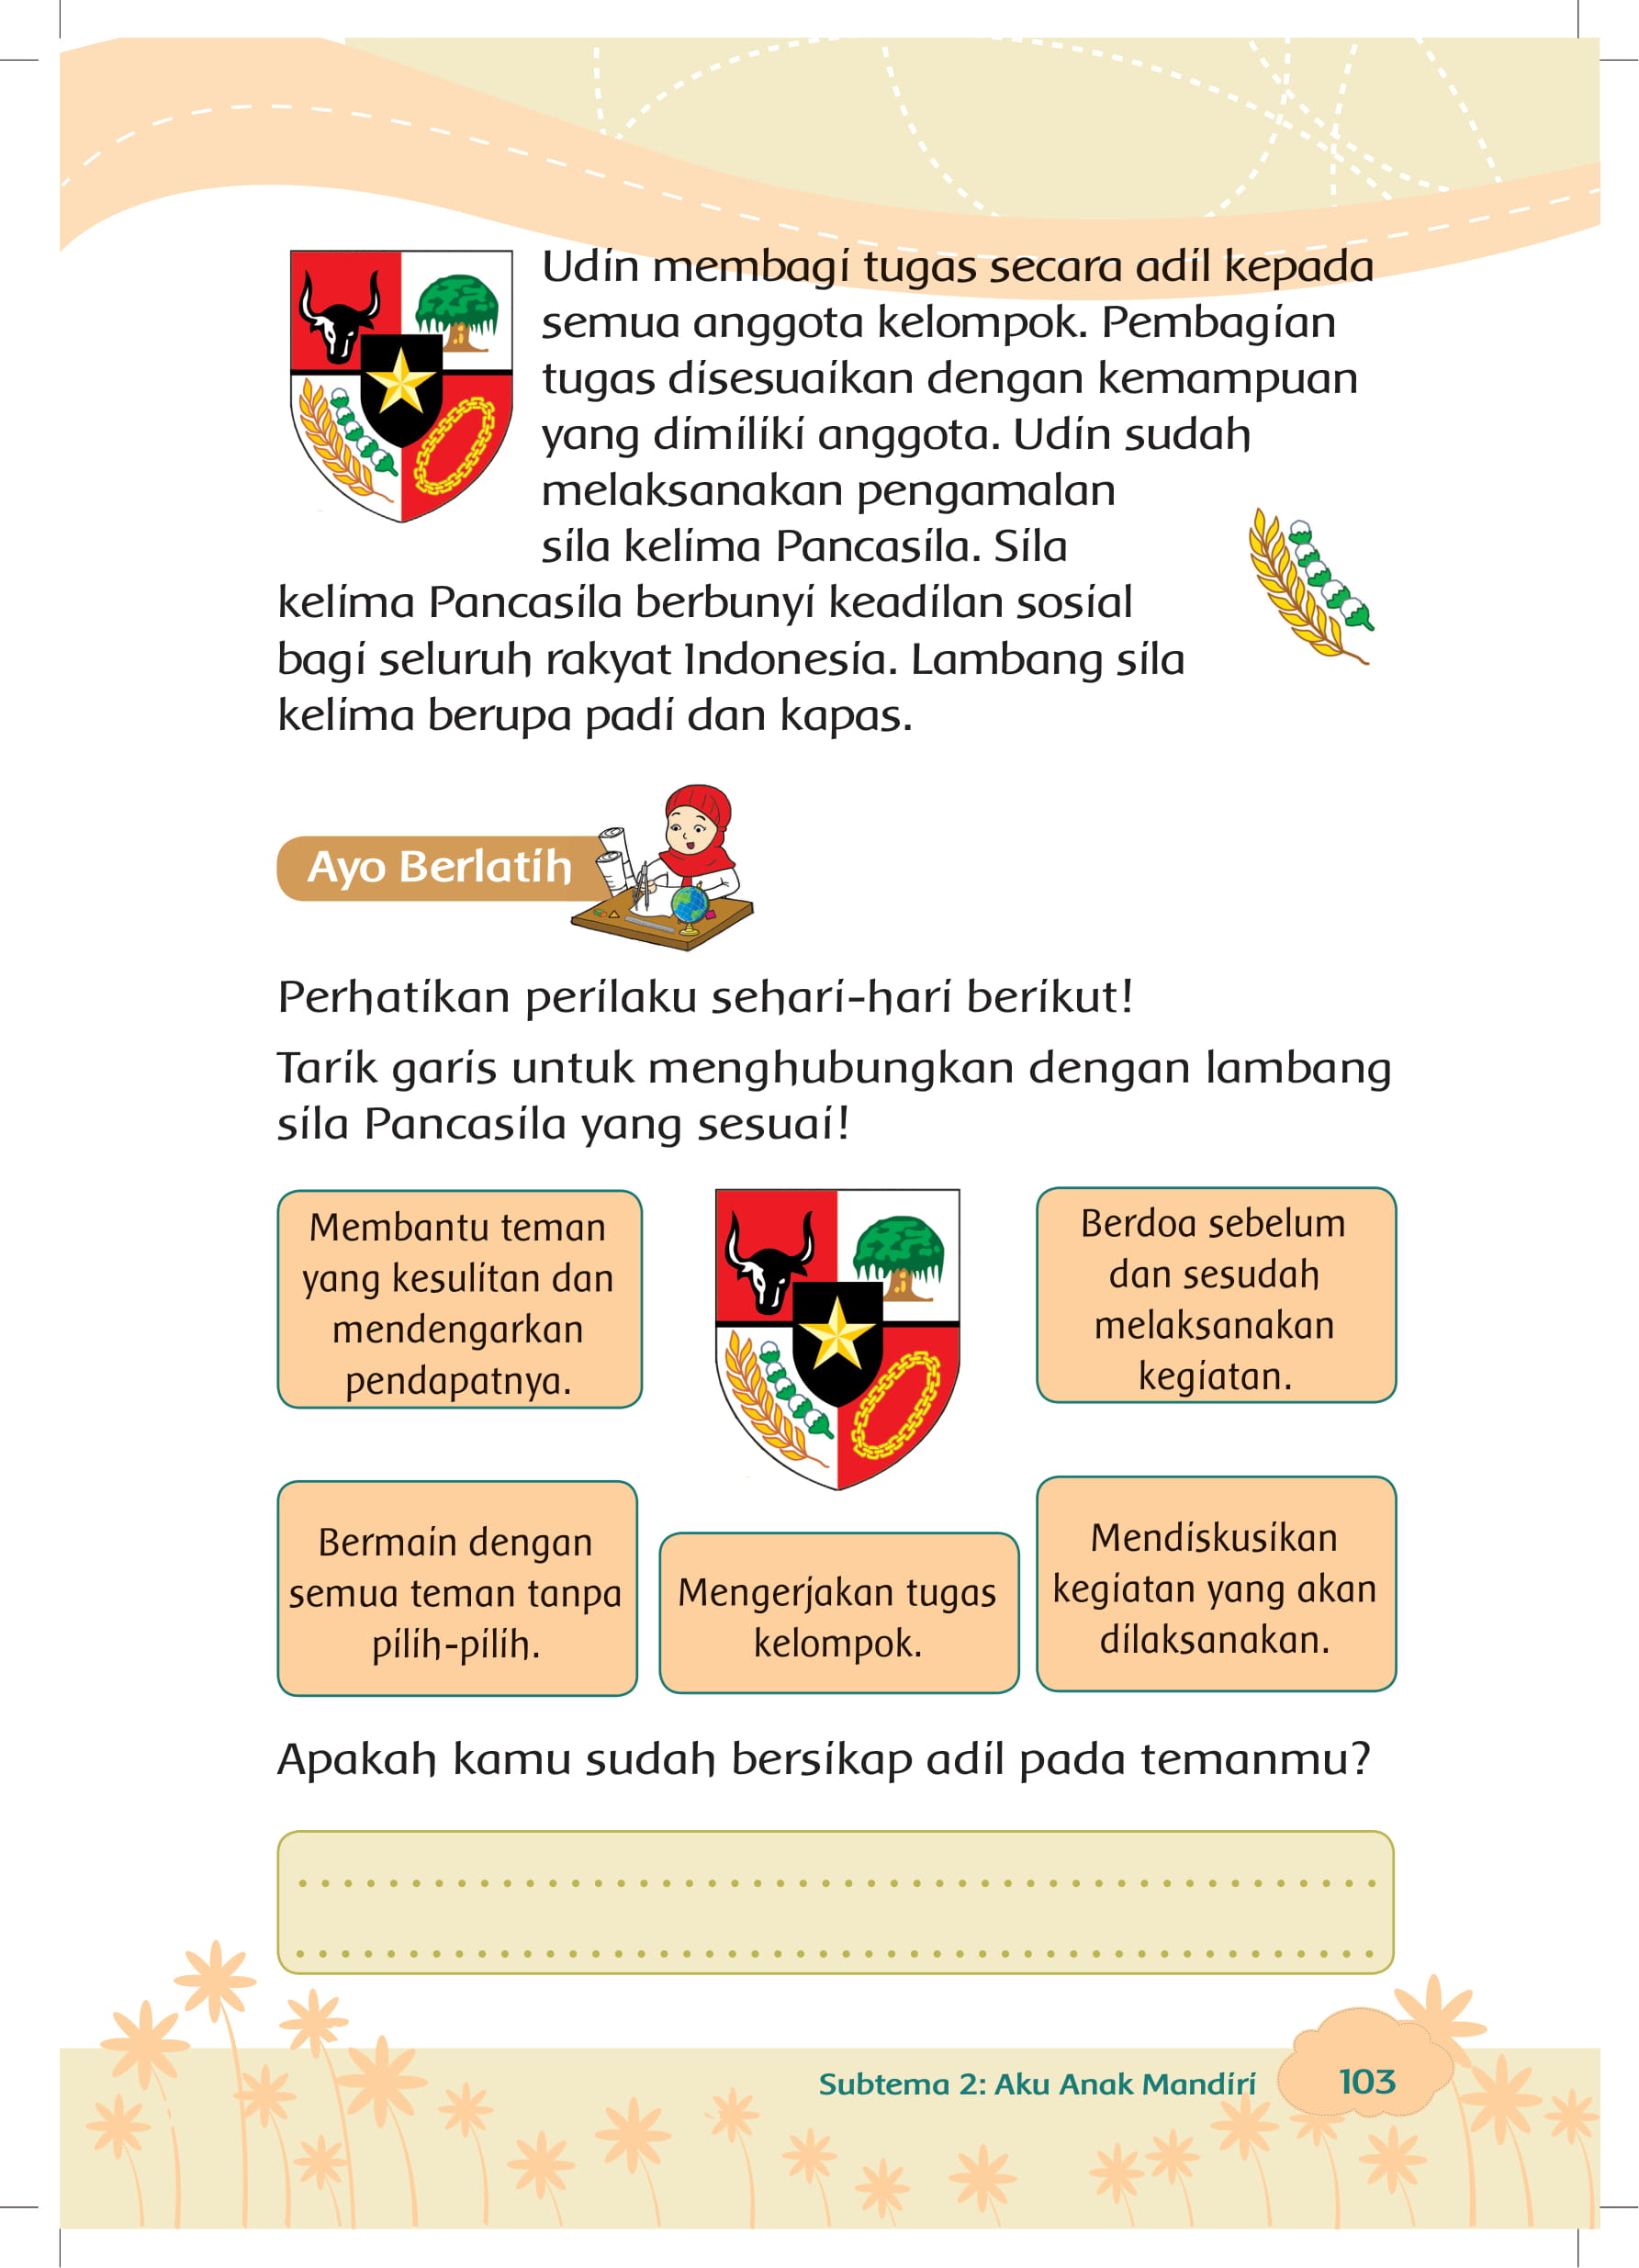 Udin membagi tugas secara adil kepada
semua anggota kelompok. Pembagian
tugas disesuaikan dengan kemampuan
yang dimiliki anggota. Udin sudah
melaksanakan pengamalan
sila kelima Pancasila. Sila
kelima Pancasila berbunyi keadilan sosial
bagi seluruh rakyat Indonesia. Lambang sila
kelima berupa padi dan kapas.
Ayo Berlatih
Perhatikan perilaku sehari-hari berikut!
Tarik garis untuk menghubungkan dengan lambang
sila Pancasila yang sesuai!
Membantu teman
yang kesulitan dan
mendengarkan
pendapatnya.
Berdoa sebelum
dan sesudah
melaksanakan
kegiatan.
Bermain dengan
semua teman tanpa
pilih-pilih.
Mengerjakan tugas
kelompok.
Mendiskusikan
kegiatan yang akan
dilaksanakan.
Apakah kamu sudah bersikap adil pada temanmu?
Subtema 2: Aku Anak Mandiri
103